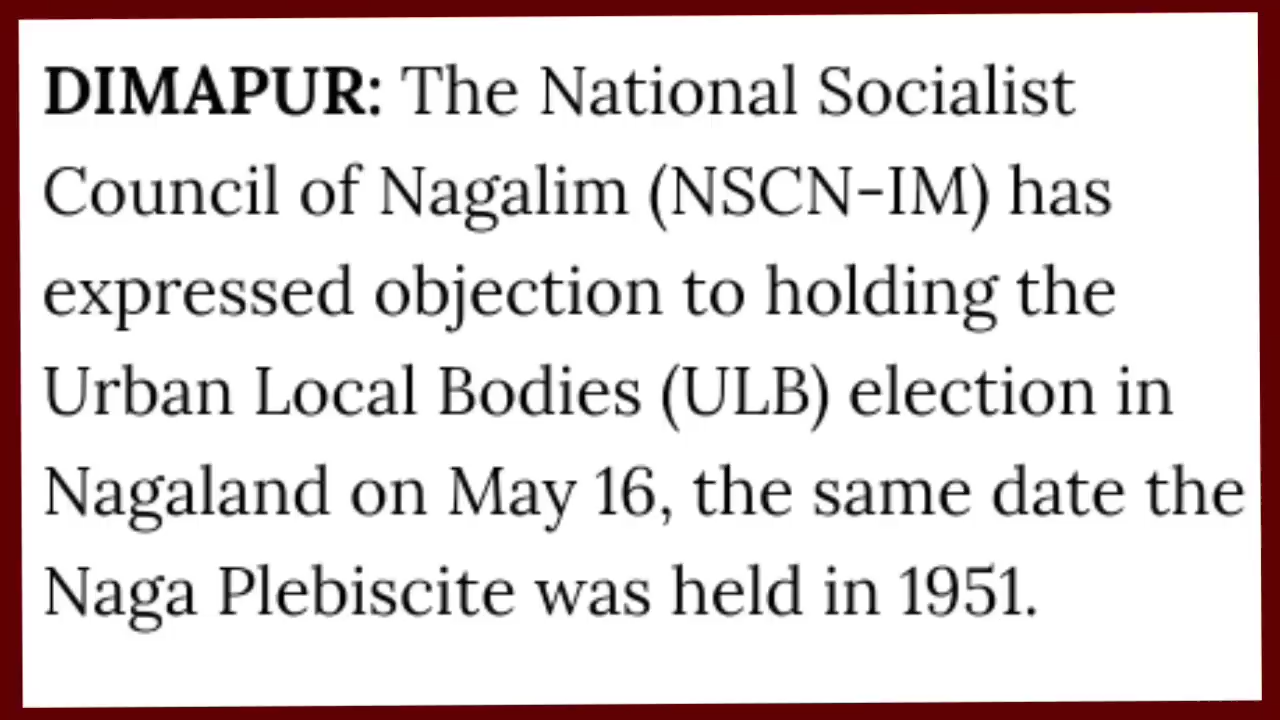 DIMAPUR: The National Socialist
Council of Nagalim (NSCN-IM) has
expressed objection to holding the
Urban Local Bodies (ULB) election in
Nagaland on May 16, the same date the
Naga Plebiscite was held in 1951.